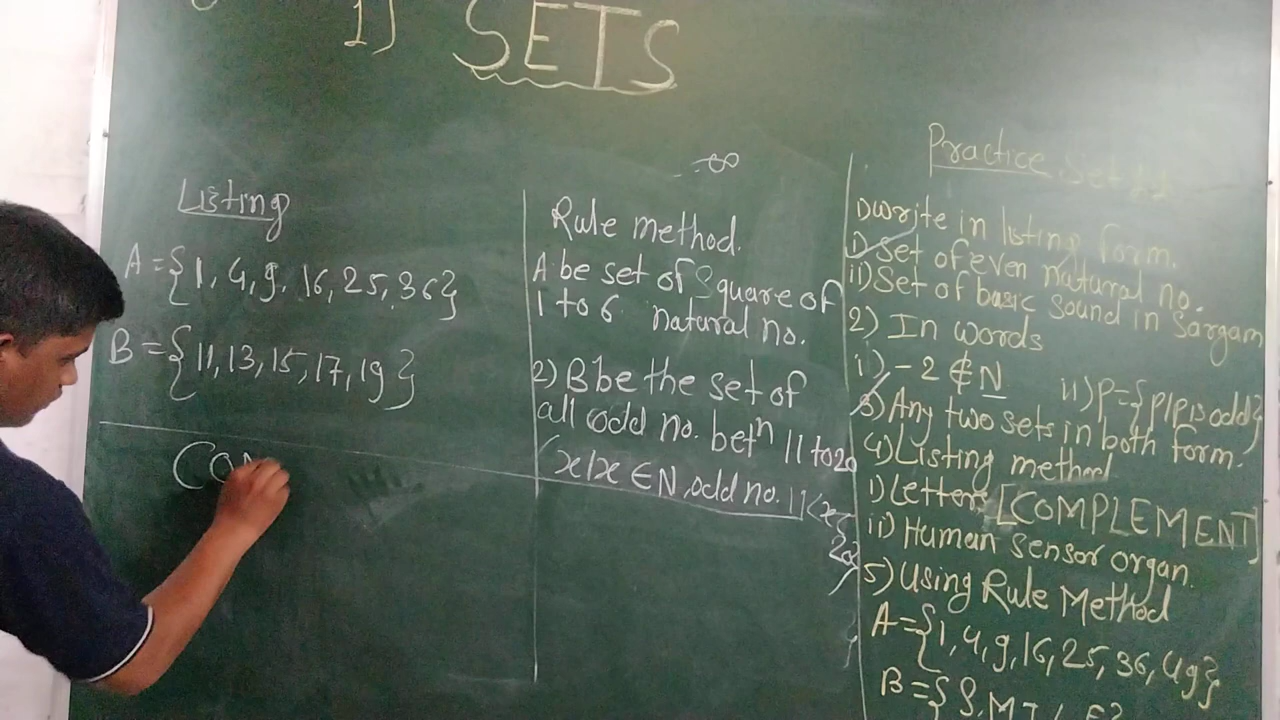 1) SETS
∞
Listing
A = {1, 4, 9, 16, 25, 36}
B = {11, 13, 15, 17, 19}
Rule method.
A be set of Square of
1 to 6 natural no.
2) B be the set of
all odd no. betn 11 to 20
(x/x ∈ N, odd no. 11<x<
20
Practice Set
1) Write in listing form.
i) Set of even natural no.
ii) Set of basic sound in Sargam
2) In words
i) -2 ∉ N ii) P = {p/p is odd}
3) Any two sets in both form.
4) Listing method
i) Letters [COMPLEMENT]
ii) Human sensor organ.
5) Using Rule Method
A = {1, 4, 9, 16, 25, 36, 49}
B = {